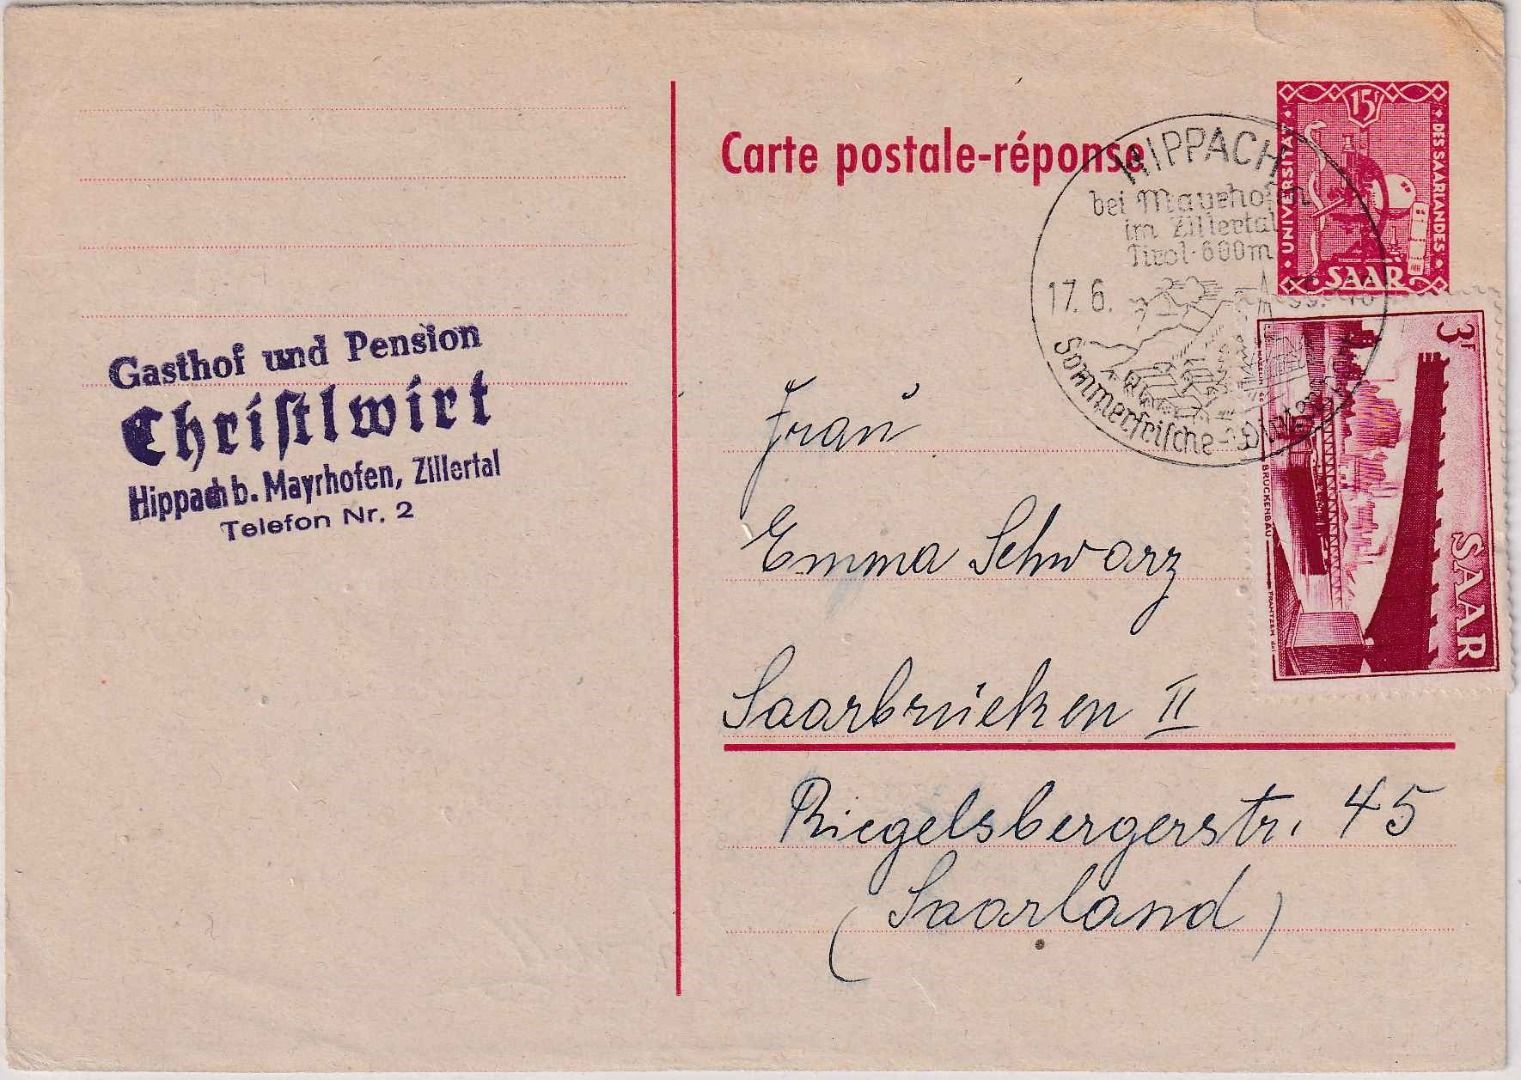 Carte postale-réponse
15f
UNIVERSITÄT
DES SAARLANDES
SAAR
HIPPACH
bei Mayrhofen
im Zillertal
Tirol·600m
17.6.
Sommerfrische-
3f
SAAR
BRÜCKENBAU
Gasthof und Pension
Christlwirt
Hippach b. Mayrhofen, Zillertal
Telefon Nr. 2
Frau
Emma Schwarz
Saarbrücken II
Riegelsbergerstr. 45
(Saarland)